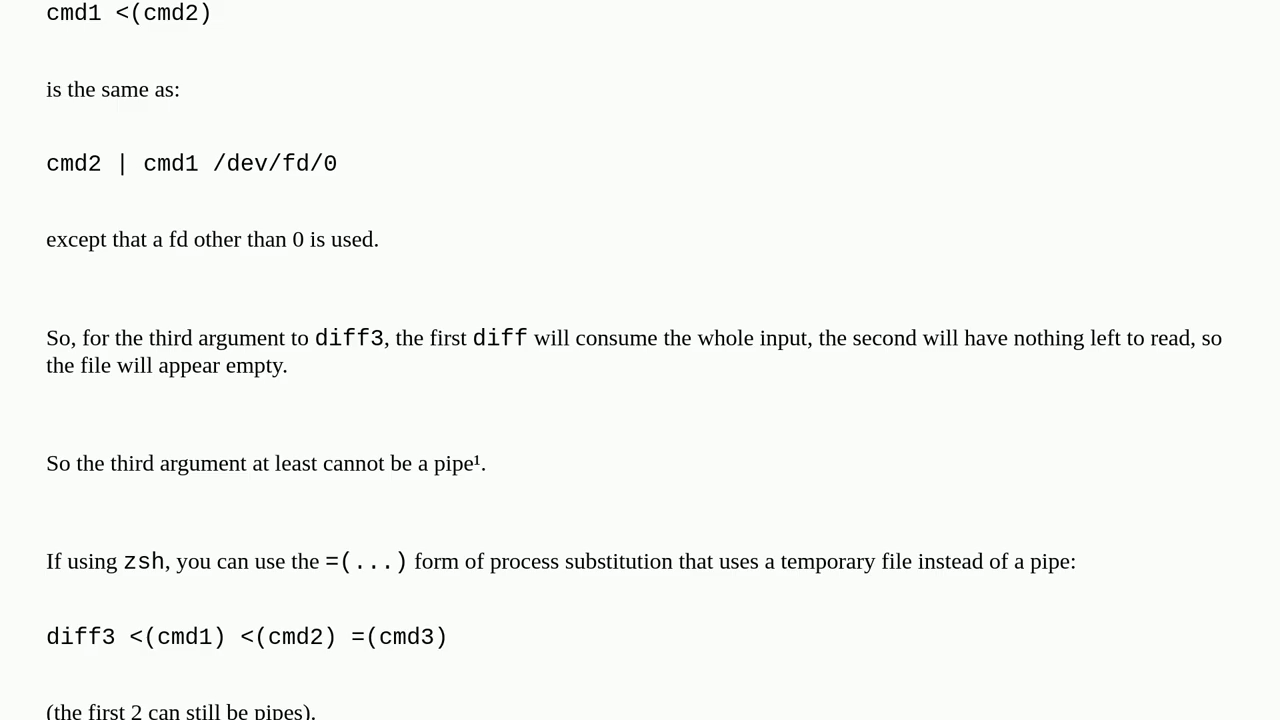 cmd1 <(cmd2)
is the same as:
cmd2 | cmd1 /dev/fd/0
except that a fd other than 0 is used.
So, for the third argument to diff3, the first diff will consume the whole input, the second will have nothing left to read, so
the file will appear empty.
So the third argument at least cannot be a pipe¹.
If using zsh, you can use the =(...) form of process substitution that uses a temporary file instead of a pipe:
diff3 <(cmd1) <(cmd2) =(cmd3)
(the first 2 can still be pipes).